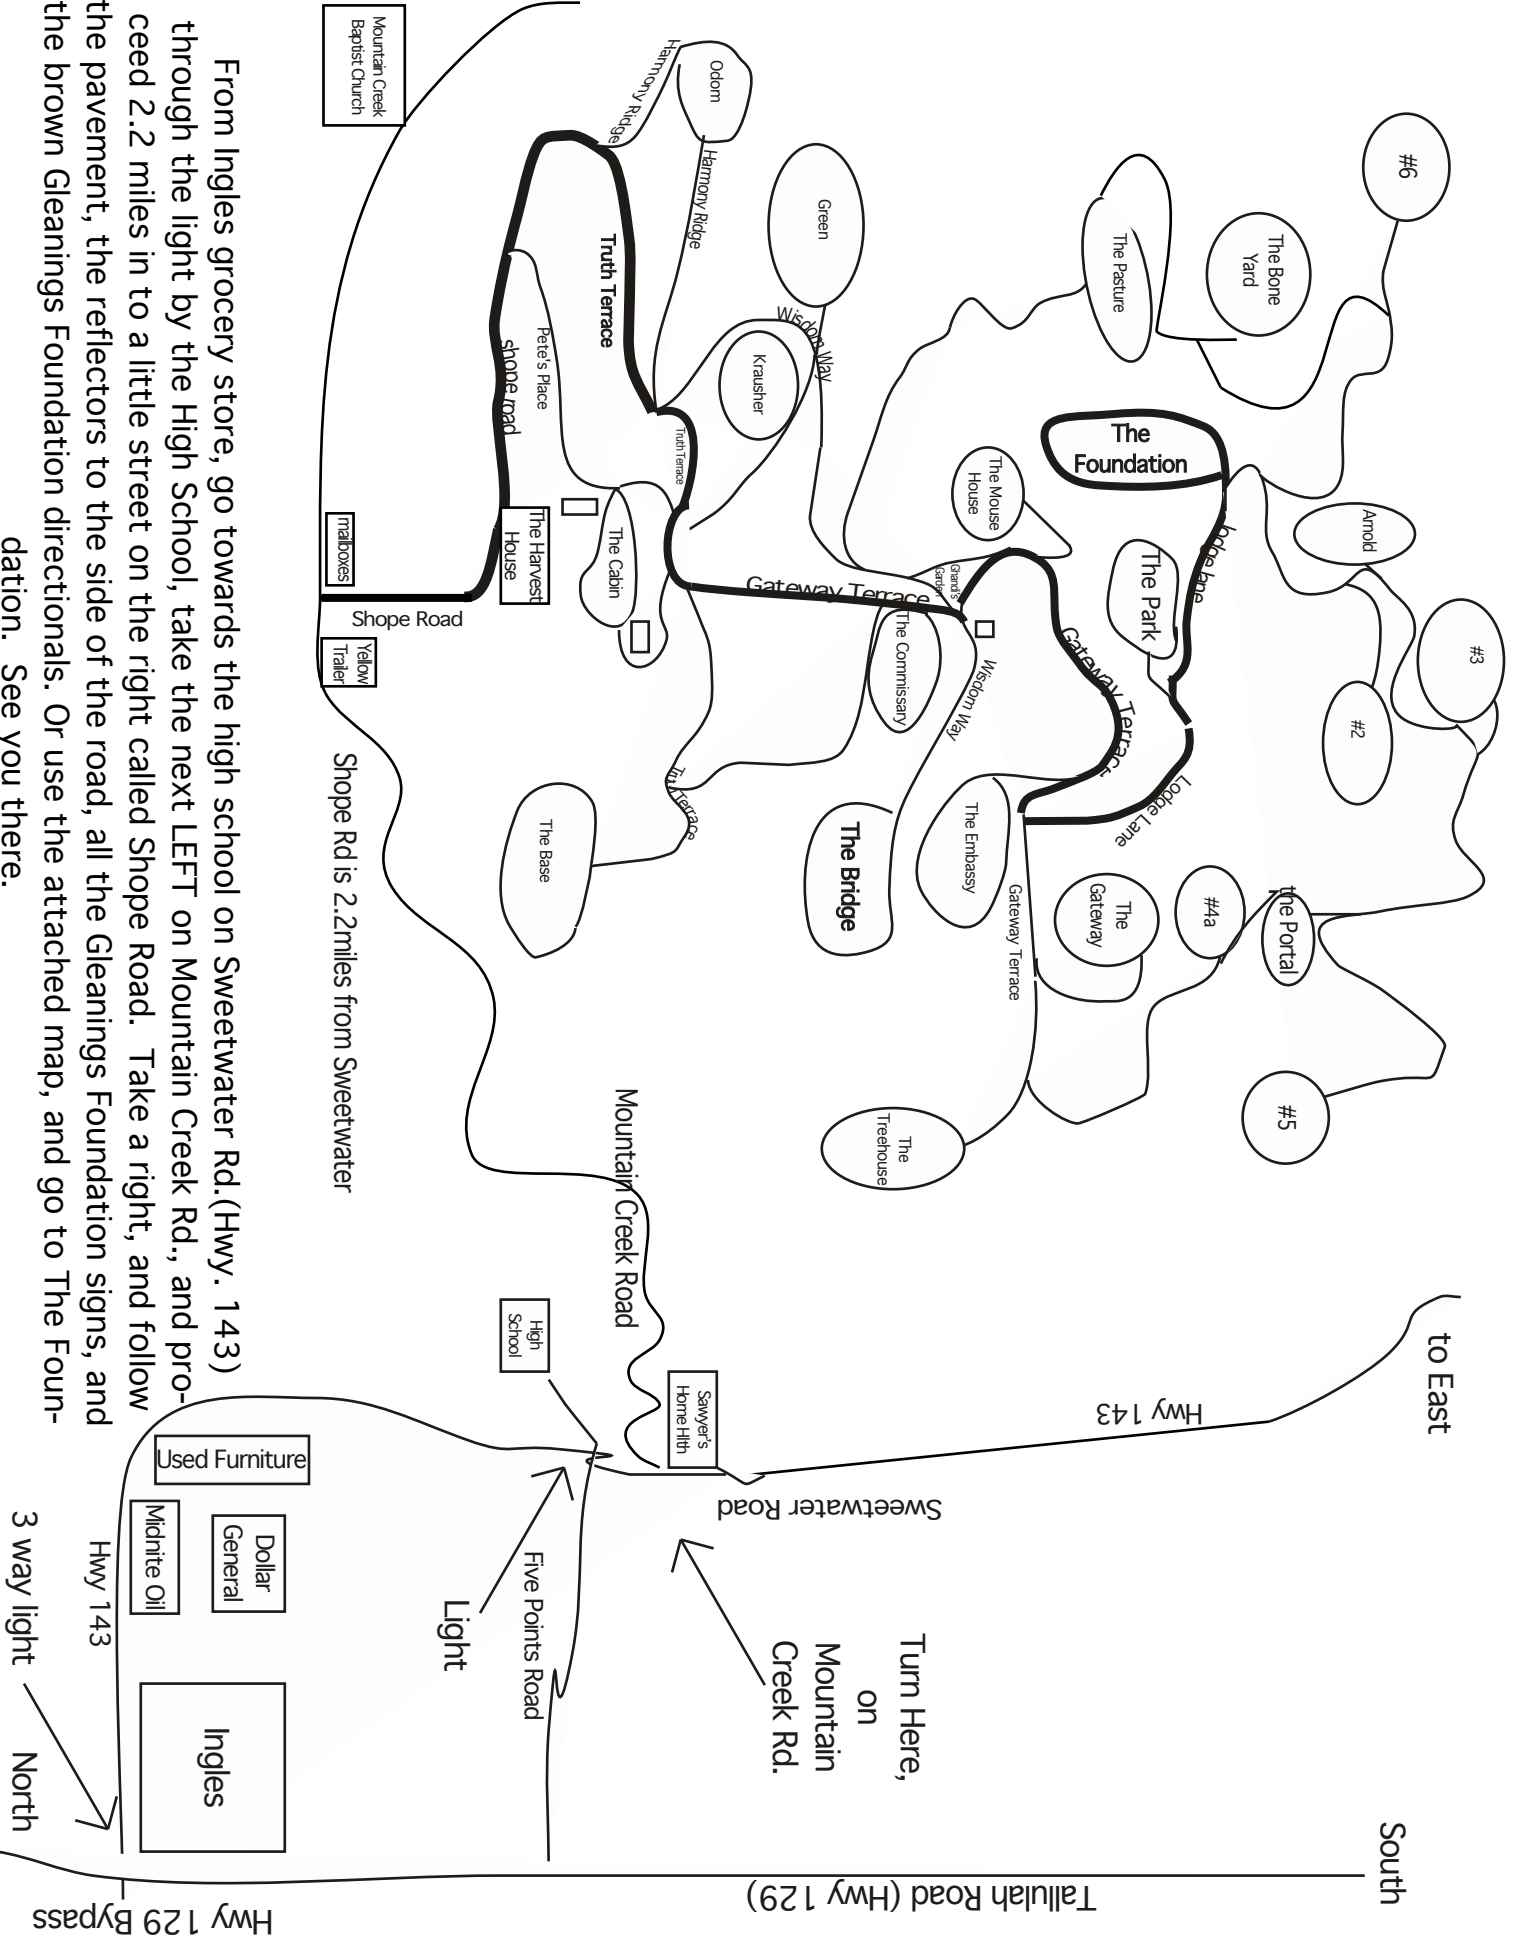 From Ingles grocery store, go towards the high school on Sweetwater Rd.(Hwy. 143)
through the light by the High School, take the next LEFT on Mountain Creek Rd., and pro-
ceed 2.2 miles in to a little street on the right called Shope Road.  Take a right, and follow
the pavement, the reflectors to the side of the road, all the Gleanings Foundation signs, and
the brown Gleanings Foundation directionals. Or use the attached map, and go to The Foun-
dation.  See you there.
to East
South
#6
#3
Arnold
#2
The Bone
Yard
the Portal
#5
#4a
lodge lane
Lodge Lane
Hwy 143
The Pasture
The
Foundation
The Park
Gateway Terrace
The
Gateway
Gateway Terrace
The Mouse
House
Ghandi's
Garden
Wisdom Way
The Embassy
Green
Wisdom Way
Krausher
Gateway Terrace
The Commissary
The Bridge
The
Treehouse
Turn Here,
on
Mountain
Creek Rd.
Sweetwater Road
Tallulah Road (Hwy 129)
Odom
Harmony Ridge
Harmony Ridge
Truth Terrace
Truth Terrace
Truth Terrace
The Cabin
Mountain Creek Road
Sawyer's
Home Hlth
Pete's Place
shope road
The Harvest
House
The Base
High
School
Five Points Road
Light
Mountain Creek
Baptist Church
mailboxes
Shope Road
Yellow
Trailer
Shope Rd is 2.2miles from Sweetwater
Used Furniture
Dollar
General
Midnite Oil
Ingles
Hwy 143
3 way light
North
Hwy 129 Bypass